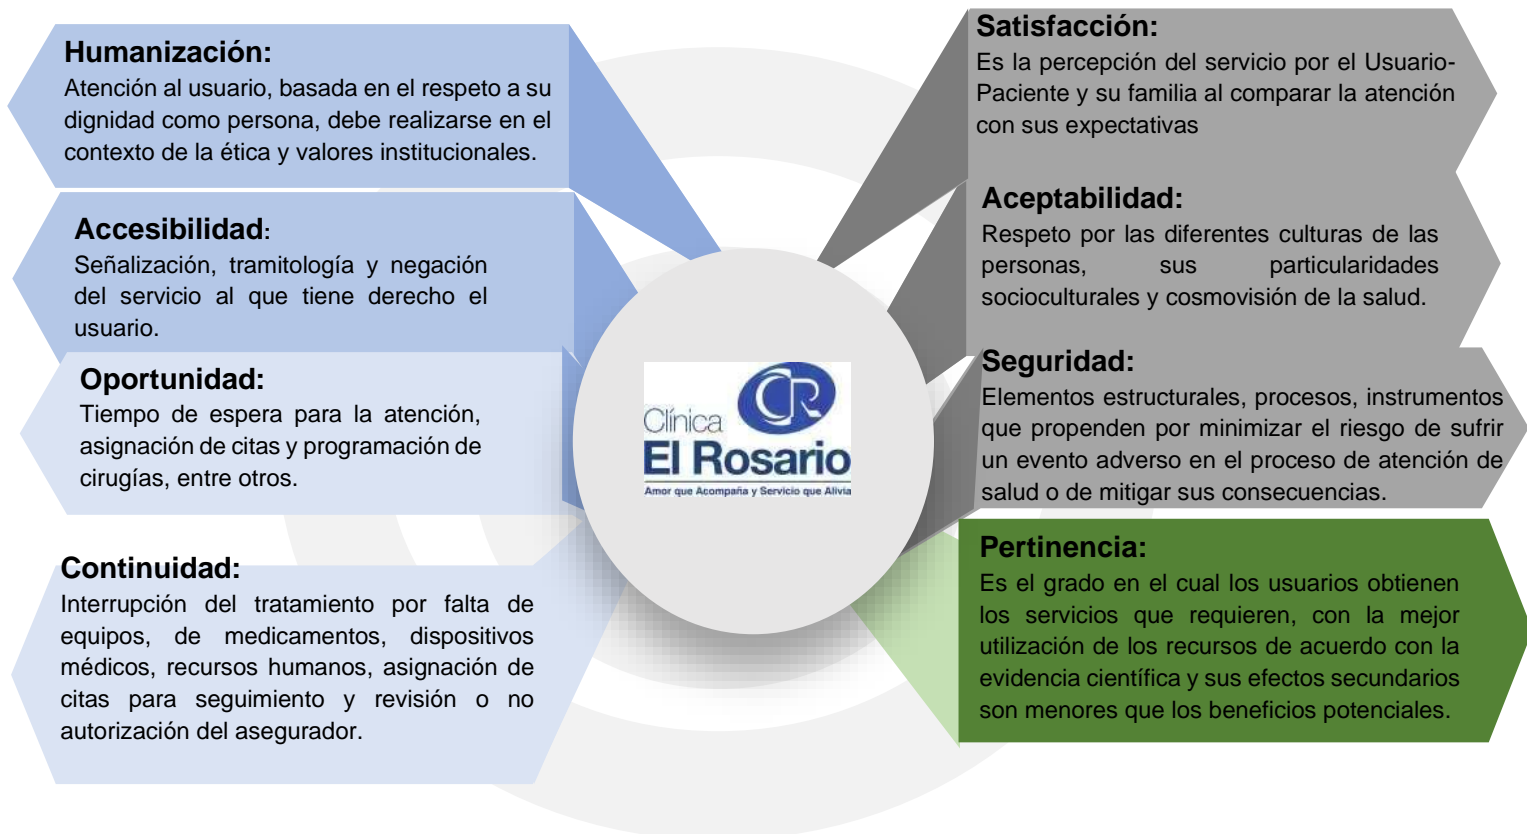 Humanización:
Atención al usuario, basada en el respeto a su
dignidad como persona, debe realizarse en el
contexto de la ética y valores institucionales.
Accesibilidad:
Señalización, tramitología y negación
del servicio al que tiene derecho el
usuario.
Oportunidad:
Tiempo de espera para la atención,
asignación de citas y programación de
cirugías, entre otros.
Continuidad:
Interrupción del tratamiento por falta de
equipos, de medicamentos, dispositivos
médicos, recursos humanos, asignación de
citas para seguimiento y revisión o no
autorización del asegurador.
CR
Clínica
El Rosario
Amor que Acompaña y Servicio que Alivia
Satisfacción:
Es la percepción del servicio por el Usuario-
Paciente y su familia al comparar la atención
con sus expectativas
Aceptabilidad:
Respeto por las diferentes culturas de las
personas, sus particularidades
socioculturales y cosmovisión de la salud.
Seguridad:
Elementos estructurales, procesos, instrumentos
que propenden por minimizar el riesgo de sufrir
un evento adverso en el proceso de atención de
salud o de mitigar sus consecuencias.
Pertinencia:
Es el grado en el cual los usuarios obtienen
los servicios que requieren, con la mejor
utilización de los recursos de acuerdo con la
evidencia científica y sus efectos secundarios
son menores que los beneficios potenciales.